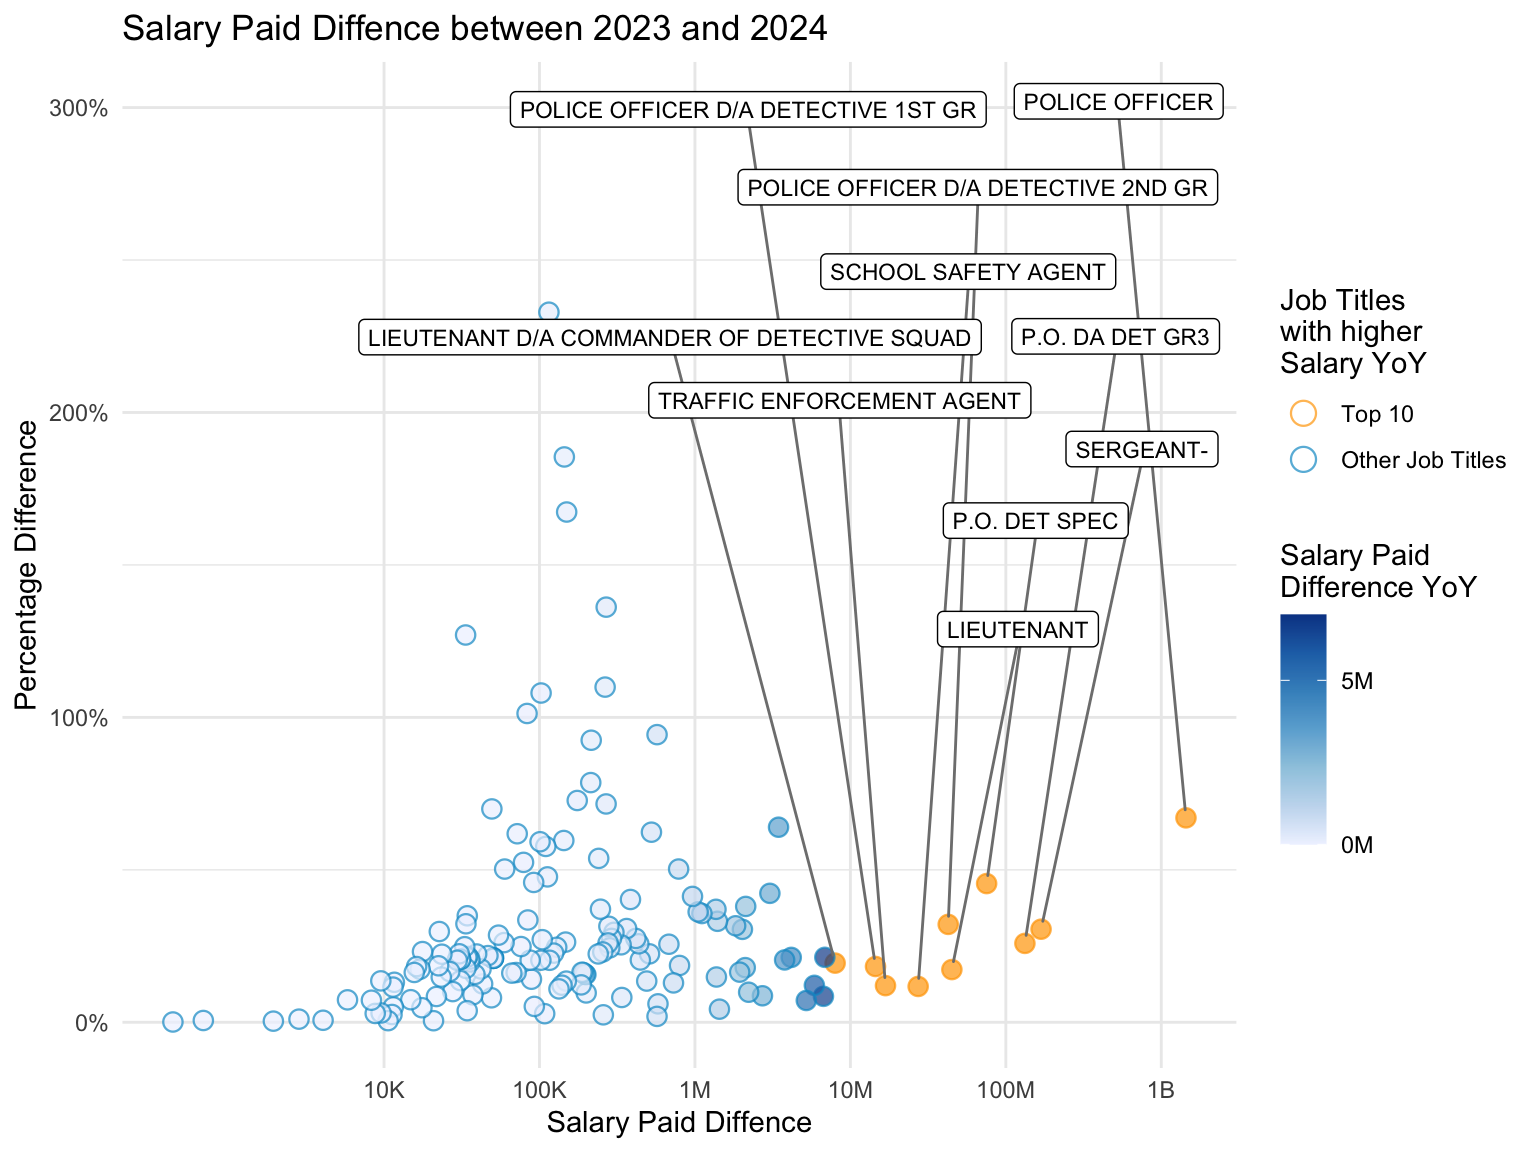 Salary Paid Diffence between 2023 and 2024
300%
200%
100%
0%
Percentage Difference
POLICE OFFICER D/A DETECTIVE 1ST GR
POLICE OFFICER
POLICE OFFICER D/A DETECTIVE 2ND GR
SCHOOL SAFETY AGENT
LIEUTENANT D/A COMMANDER OF DETECTIVE SQUAD
P.O. DA DET GR3
TRAFFIC ENFORCEMENT AGENT
SERGEANT-
P.O. DET SPEC
LIEUTENANT
10K
100K
1M
10M
100M
1B
Salary Paid Diffence
Job Titles
with higher
Salary YoY
Top 10
Other Job Titles
Salary Paid
Difference YoY
5M
0M